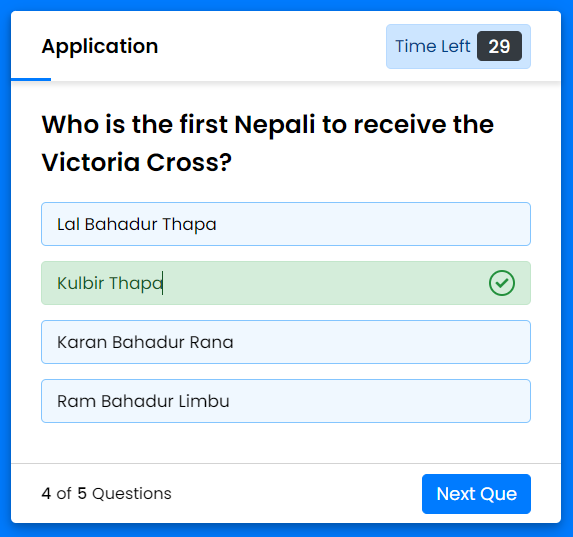 Application
Time Left 29
Who is the first Nepali to receive the
Victoria Cross?
Lal Bahadur Thapa
Kulbir Thapa
Karan Bahadur Rana
Ram Bahadur Limbu
4 of 5 Questions
Next Que